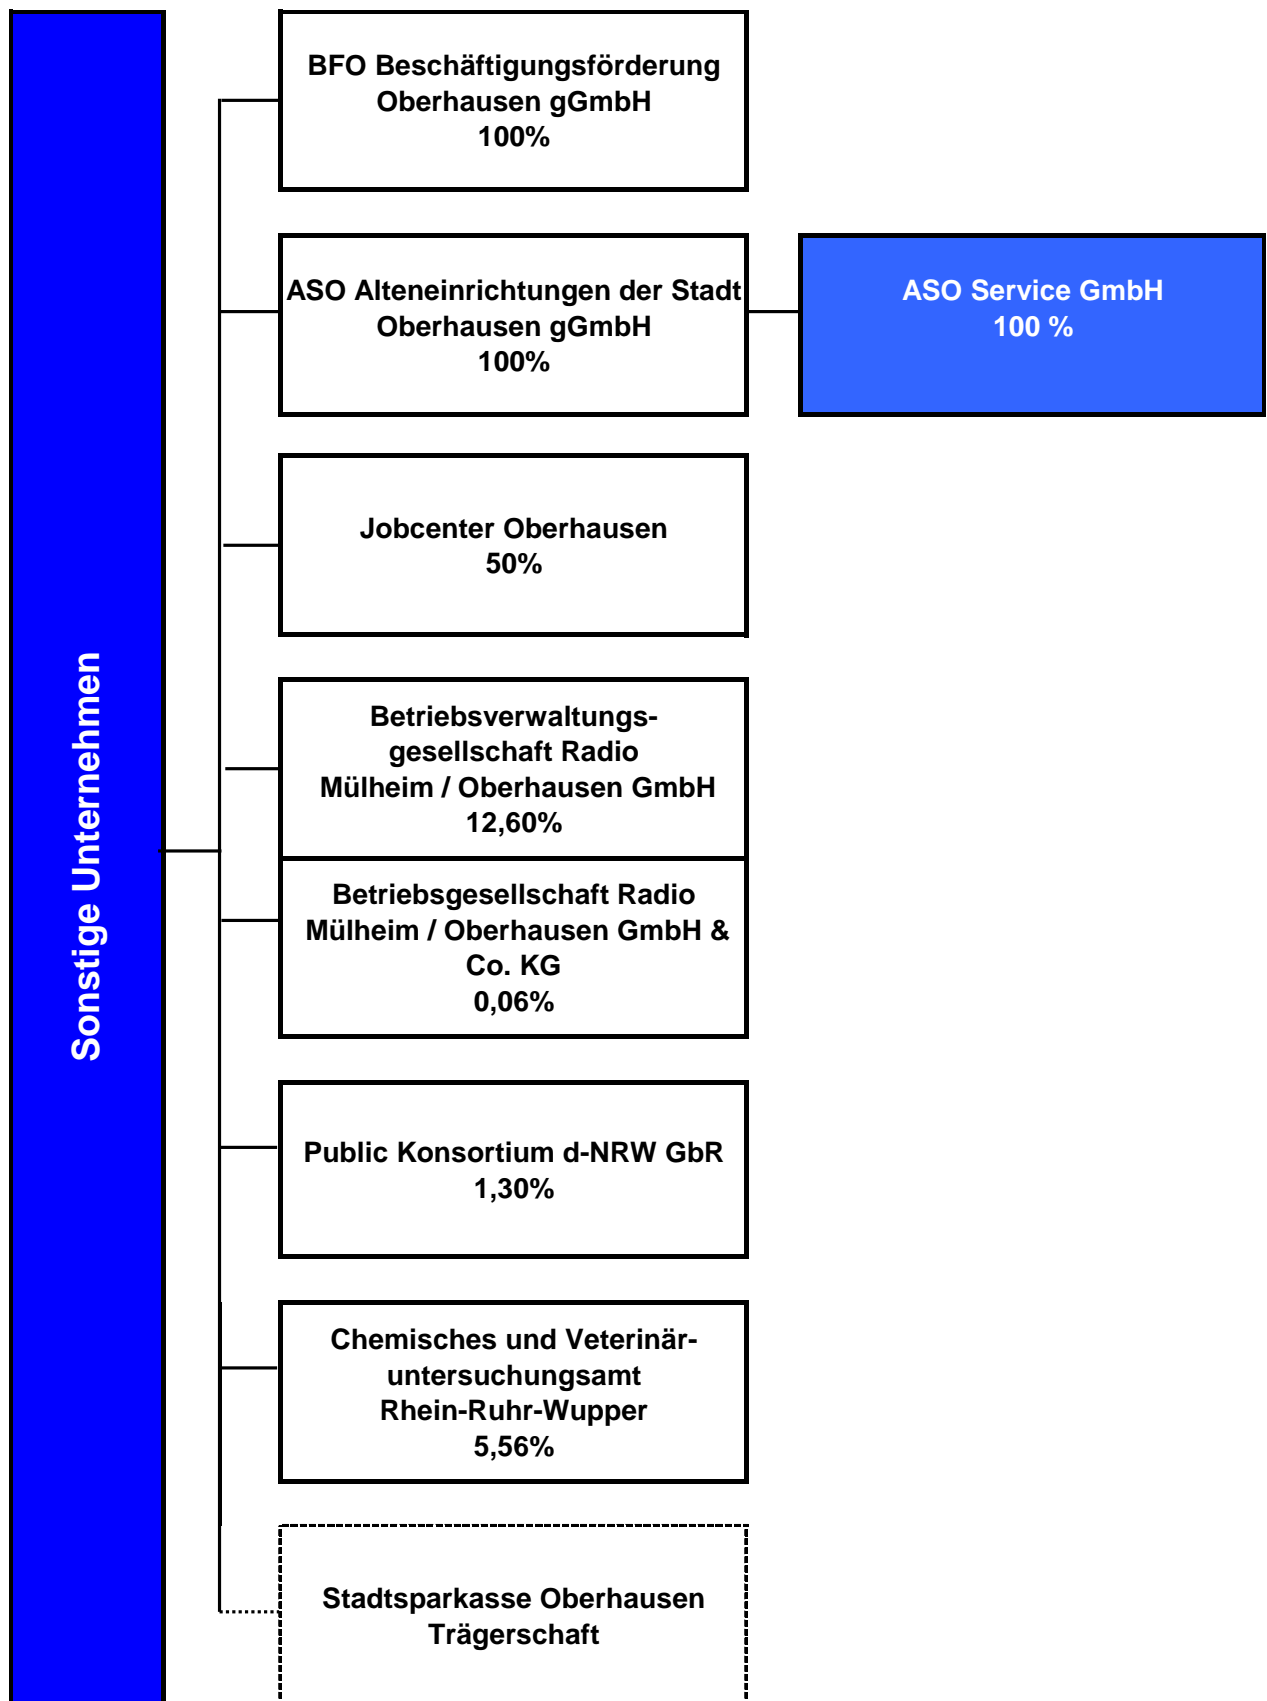 Sonstige Unternehmen
BFO Beschäftigungsförderung
Oberhausen gGmbH
100%
ASO Alteneinrichtungen der Stadt
Oberhausen gGmbH
100%
ASO Service GmbH
100 %
Jobcenter Oberhausen
50%
Betriebsverwaltungs-
gesellschaft Radio
Mülheim / Oberhausen GmbH
12,60%
Betriebsgesellschaft Radio
Mülheim / Oberhausen GmbH &
Co. KG
0,06%
Public Konsortium d-NRW GbR
1,30%
Chemisches und Veterinär-
untersuchungsamt
Rhein-Ruhr-Wupper
5,56%
Stadtsparkasse Oberhausen
Trägerschaft